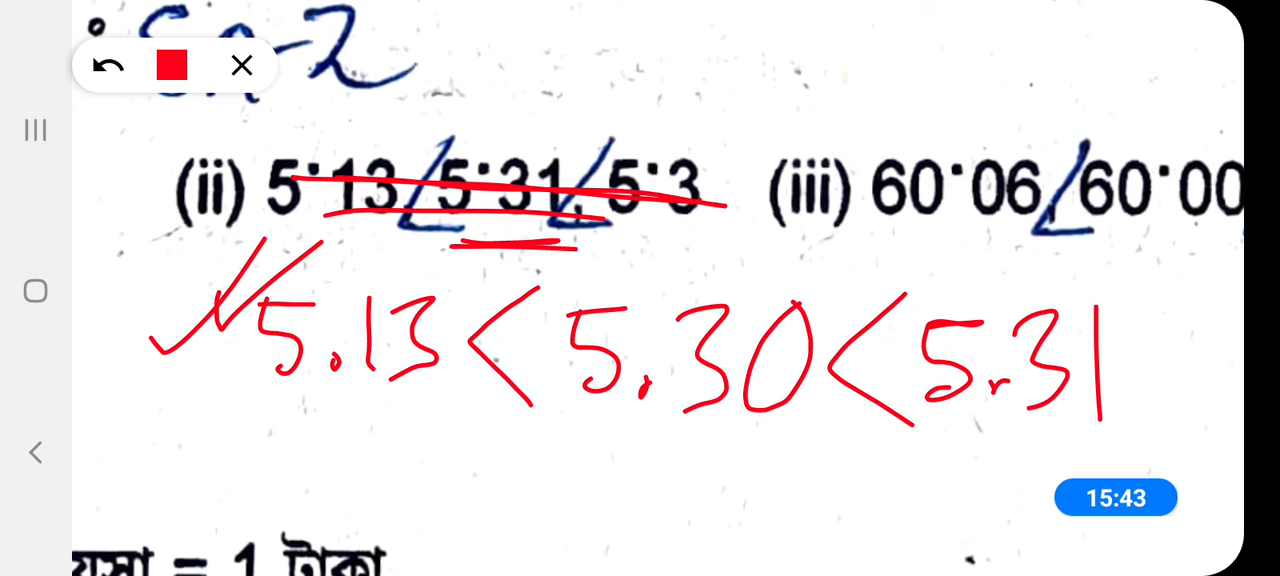 (ii) 5·13, 5·31, 5·3 (iii) 60·06, 60·00
5.13 < 5.30 < 5.31
15:43
= 1 টাকা